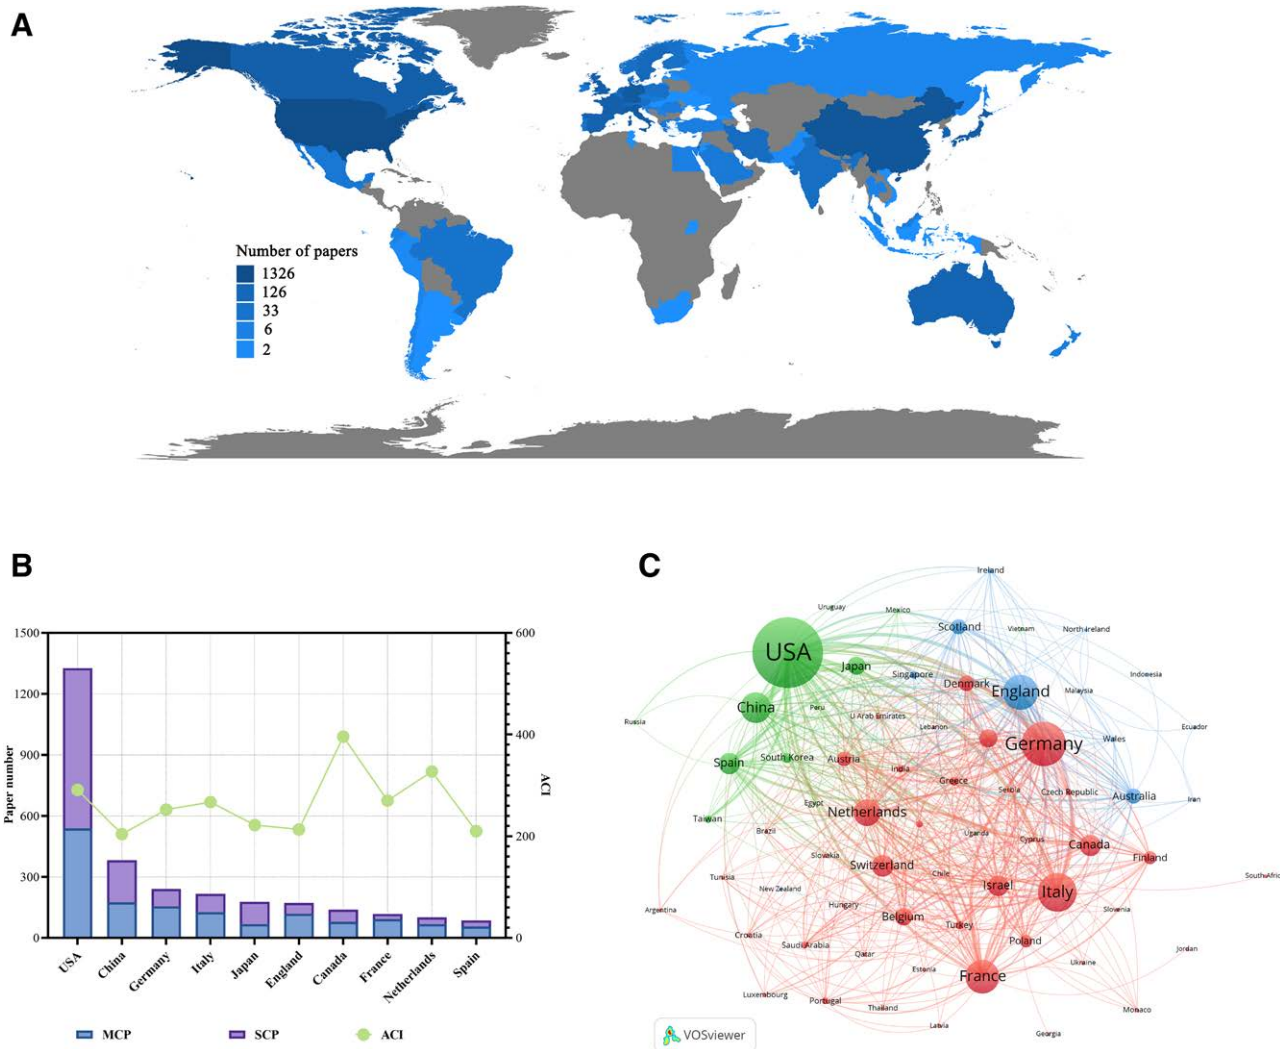 A
Number of papers
1326
126
33
6
2
B
1500
1200
900
600
300
0
Paper number
600
400
200
0
ACI
USA
China
Germany
Italy
Japan
England
Canada
France
Netherlands
Spain
MCP
SCP
ACI
C
Ireland
Uruguay
Mexico
Scotland
Vietnam
North Ireland
USA
Japan
Singapore
Denmark
England
Malaysia
Indonesia
China
Peru
U Arab Emirates
Lebanon
Russia
Ecuador
Germany
Wales
Spain
South Korea
Austria
India
Greece
Serbia
Czech Republic
Australia
Iran
Egypt
Netherlands
Taiwan
Brazil
Uganda
Cyprus
Canada
Slovakia
Switzerland
Chile
Finland
Tunisia
New Zealand
Israel
Italy
South Afric
Argentina
Hungary
Belgium
Turkey
Slovenia
Croatia
Saudi Arabia
Qatar
Poland
Jordan
Estonia
France
Ukraine
Luxembourg
Portugal
Thailand
Monaco
Latvia
Georgia
VOSviewer